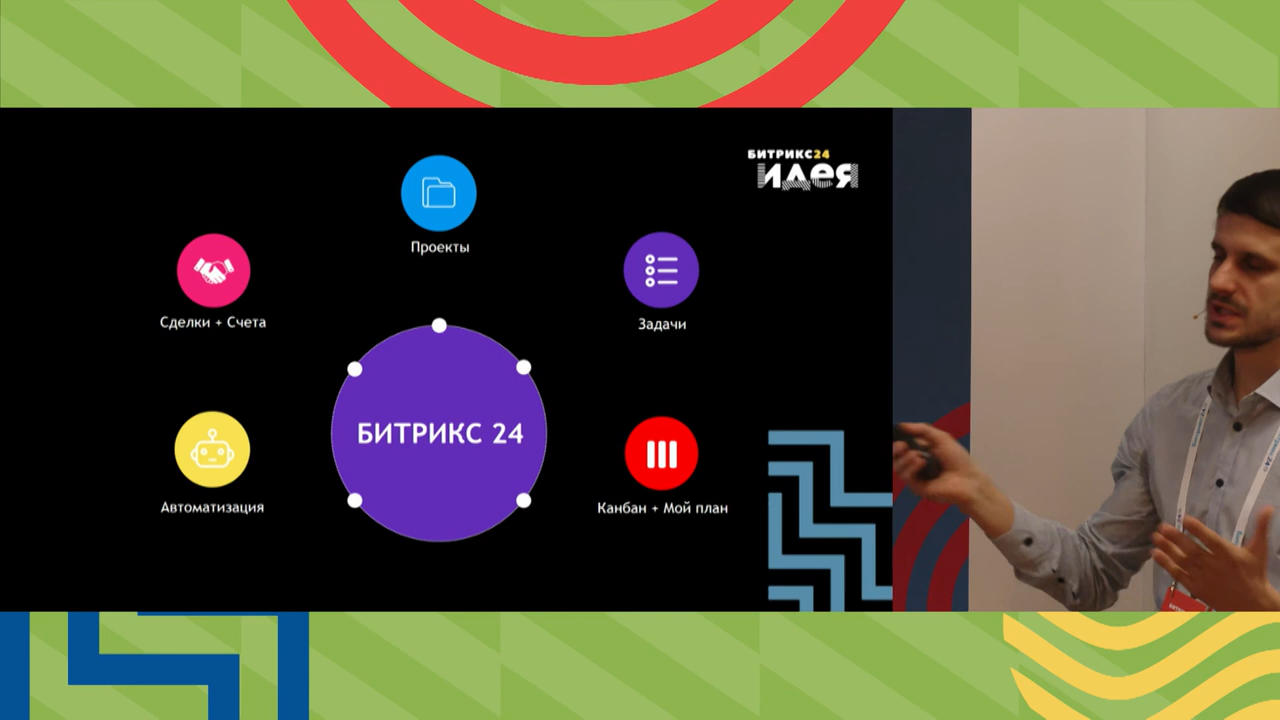 БИТРИКС24
идея
Проекты
Сделки + Счета
Задачи
БИТРИКС 24
Автоматизация
Канбан + Мой план